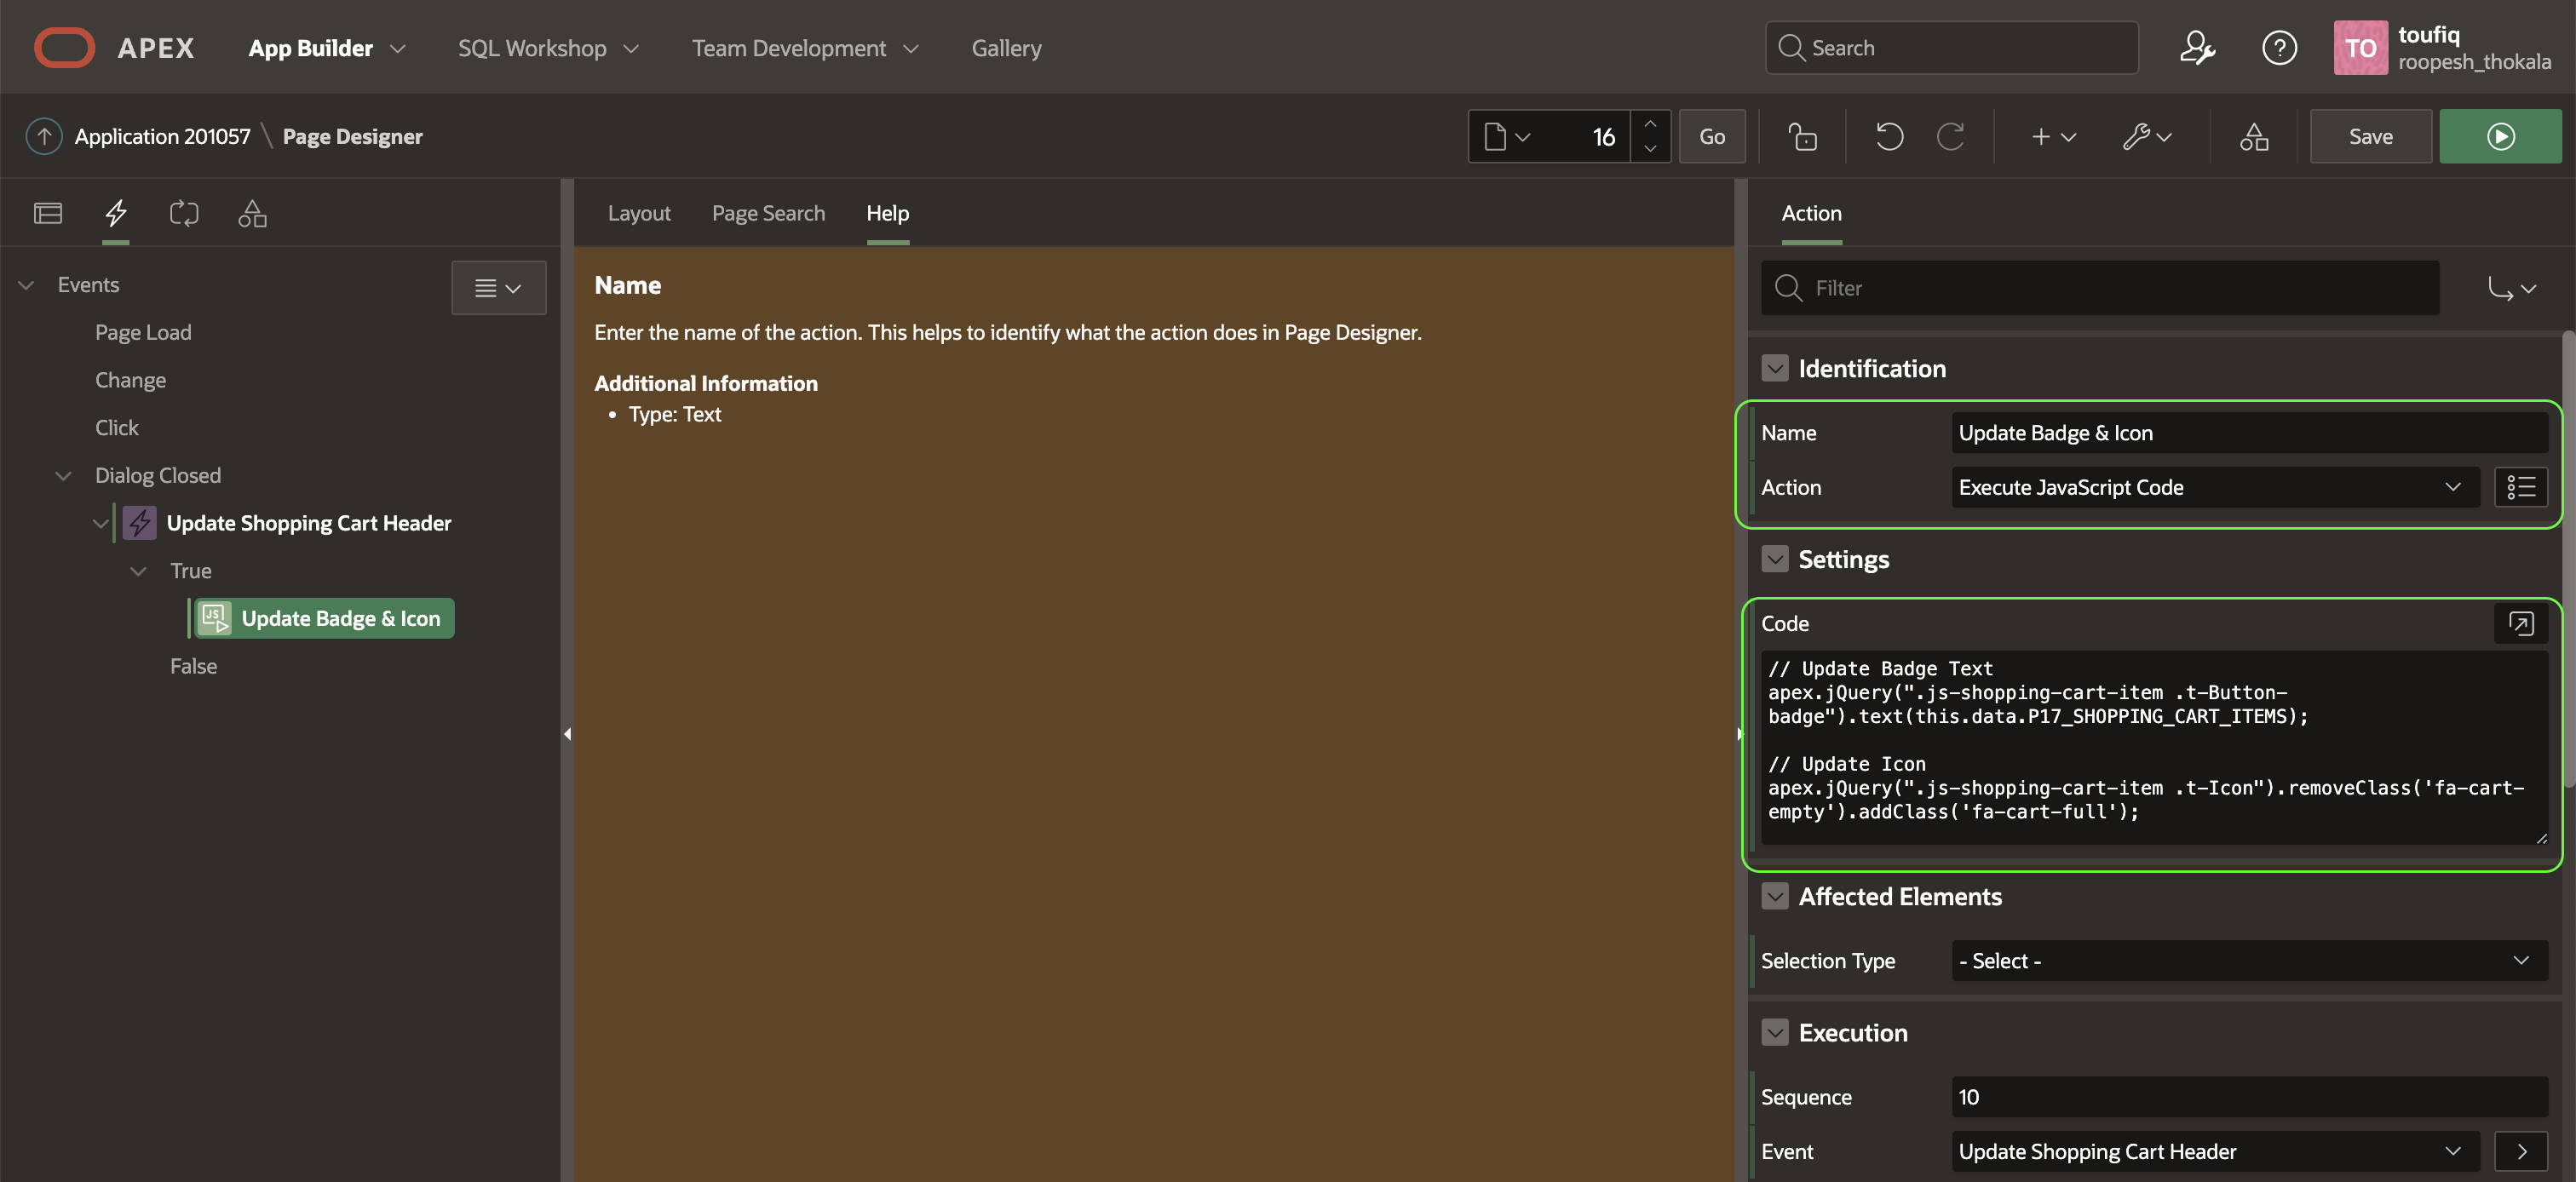 APEX
App Builder
SQL Workshop
Team Development
Gallery
Search
TO
toufiq
roopesh_thokala
Application 201057 \ Page Designer
16
Go
Save
Events
Page Load
Change
Click
Dialog Closed
Update Shopping Cart Header
True
JS
Update Badge & Icon
False
Layout
Page Search
Help
Name
Enter the name of the action. This helps to identify what the action does in Page Designer.
Additional Information
• Type: Text
Action
Filter
Identification
Name
Update Badge & Icon
Action
Execute JavaScript Code
Settings
Code
// Update Badge Text
apex.jQuery(".js-shopping-cart-item .t-Button-
badge").text(this.data.P17_SHOPPING_CART_ITEMS);
// Update Icon
apex.jQuery(".js-shopping-cart-item .t-Icon").removeClass('fa-cart-
empty').addClass('fa-cart-full');
Affected Elements
Selection Type
- Select -
Execution
Sequence
10
Event
Update Shopping Cart Header